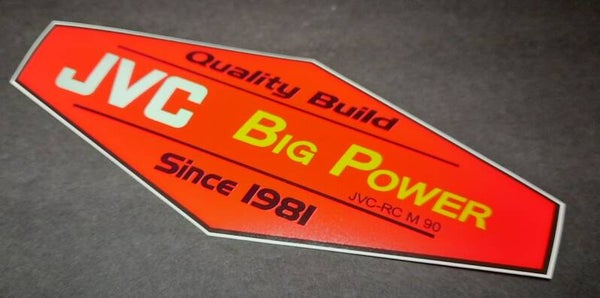 Quality Build
JVC
BIG POWER
JVC-RC M 90
Since 1981